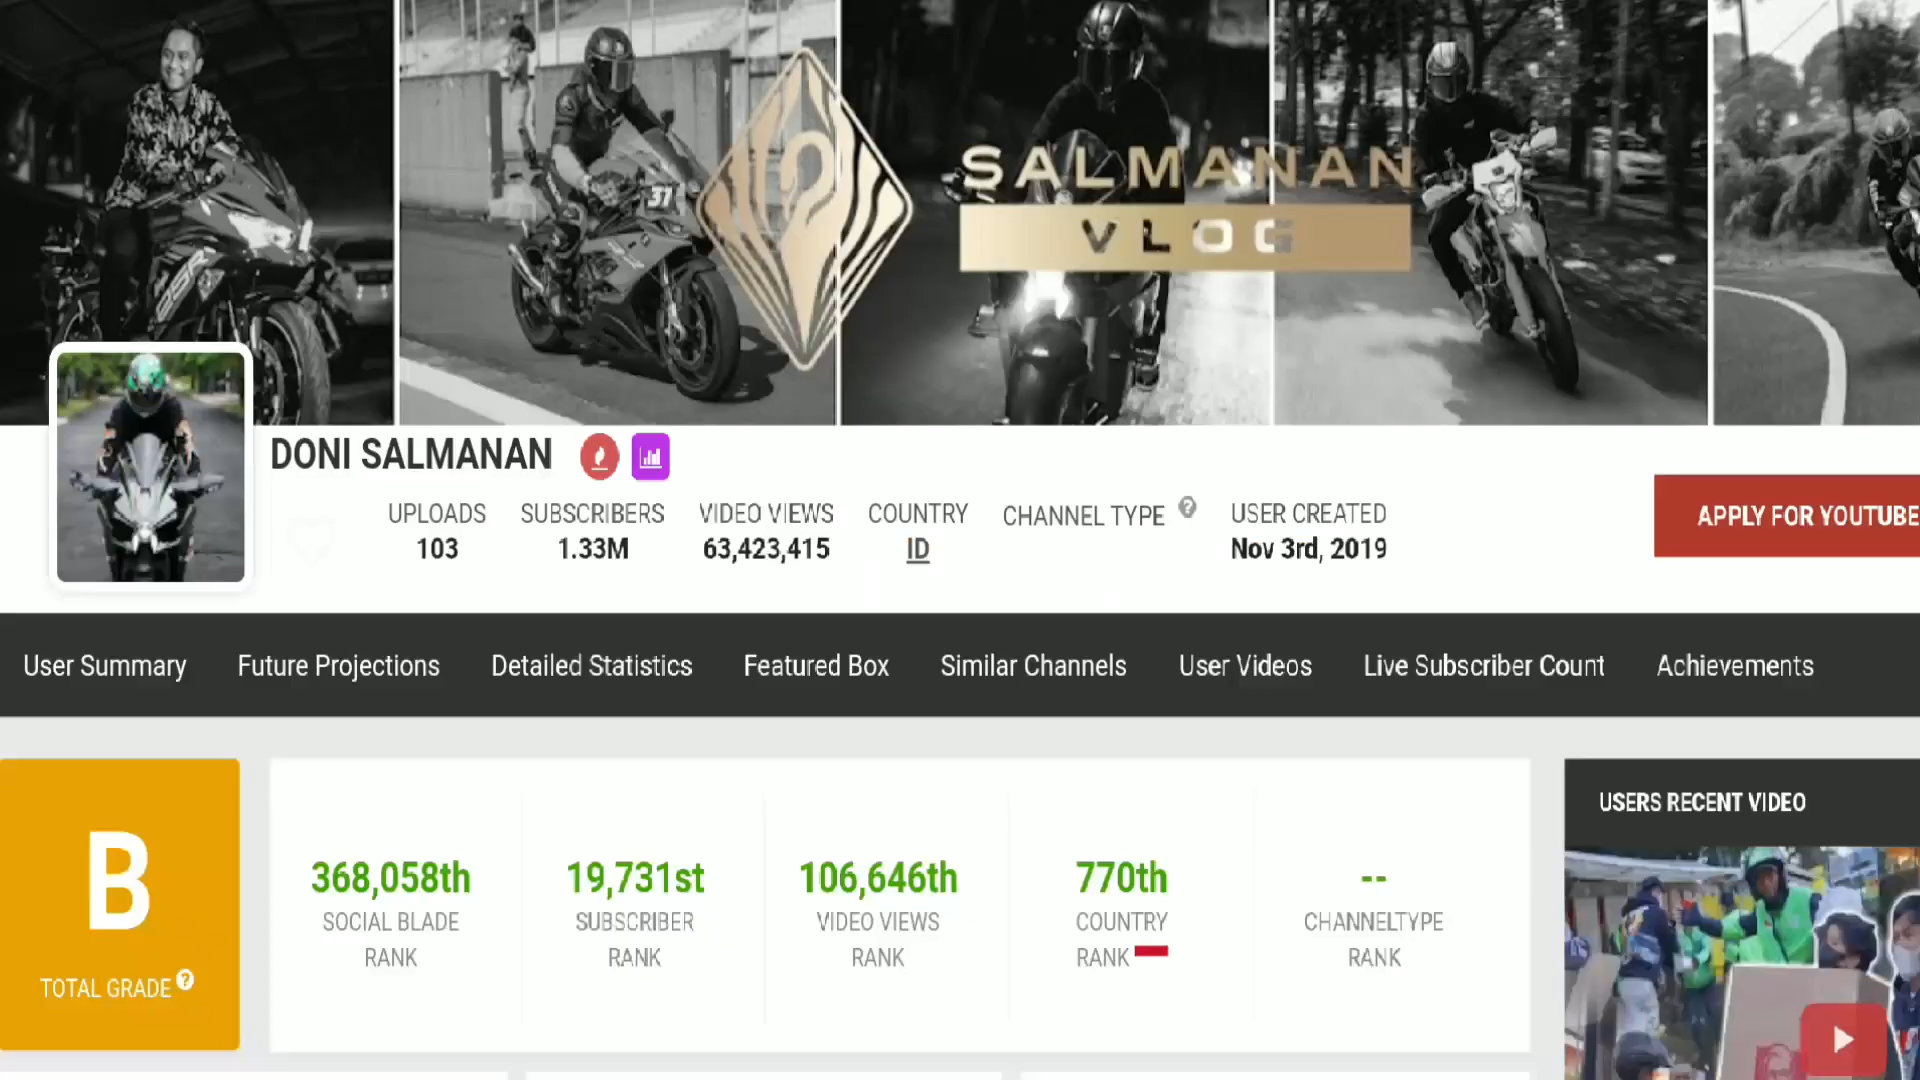 37
SALMANAN
VLOG
DONI SALMANAN
UPLOADS
103
SUBSCRIBERS
1.33M
VIDEO VIEWS
63,423,415
COUNTRY
ID
CHANNEL TYPE ?
USER CREATED
Nov 3rd, 2019
APPLY FOR YOUTUBE
User Summary
Future Projections
Detailed Statistics
Featured Box
Similar Channels
User Videos
Live Subscriber Count
Achievements
B
TOTAL GRADE ?
368,058th
SOCIAL BLADE
RANK
19,731st
SUBSCRIBER
RANK
106,646th
VIDEO VIEWS
RANK
770th
COUNTRY
RANK
--
CHANNELTYPE
RANK
USERS RECENT VIDEO